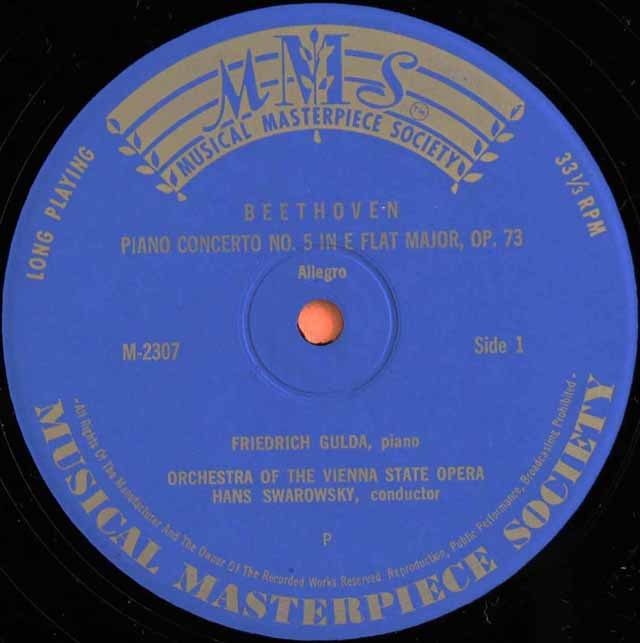 MMS
TM
MUSICAL MASTERPIECE SOCIETY
LONG PLAYING
33⅓ RPM
BEETHOVEN
PIANO CONCERTO NO. 5 IN E FLAT MAJOR, OP. 73
Allegro
M-2307
Side 1
FRIEDRICH GULDA, piano
ORCHESTRA OF THE VIENNA STATE OPERA
HANS SWAROWSKY, conductor
P
- All Rights Of The Manufacturer And The Owner Of The Recorded Works Reserved. Reproduction, Public Performance, Broadcasting Prohibited -
MUSICAL MASTERPIECE SOCIETY